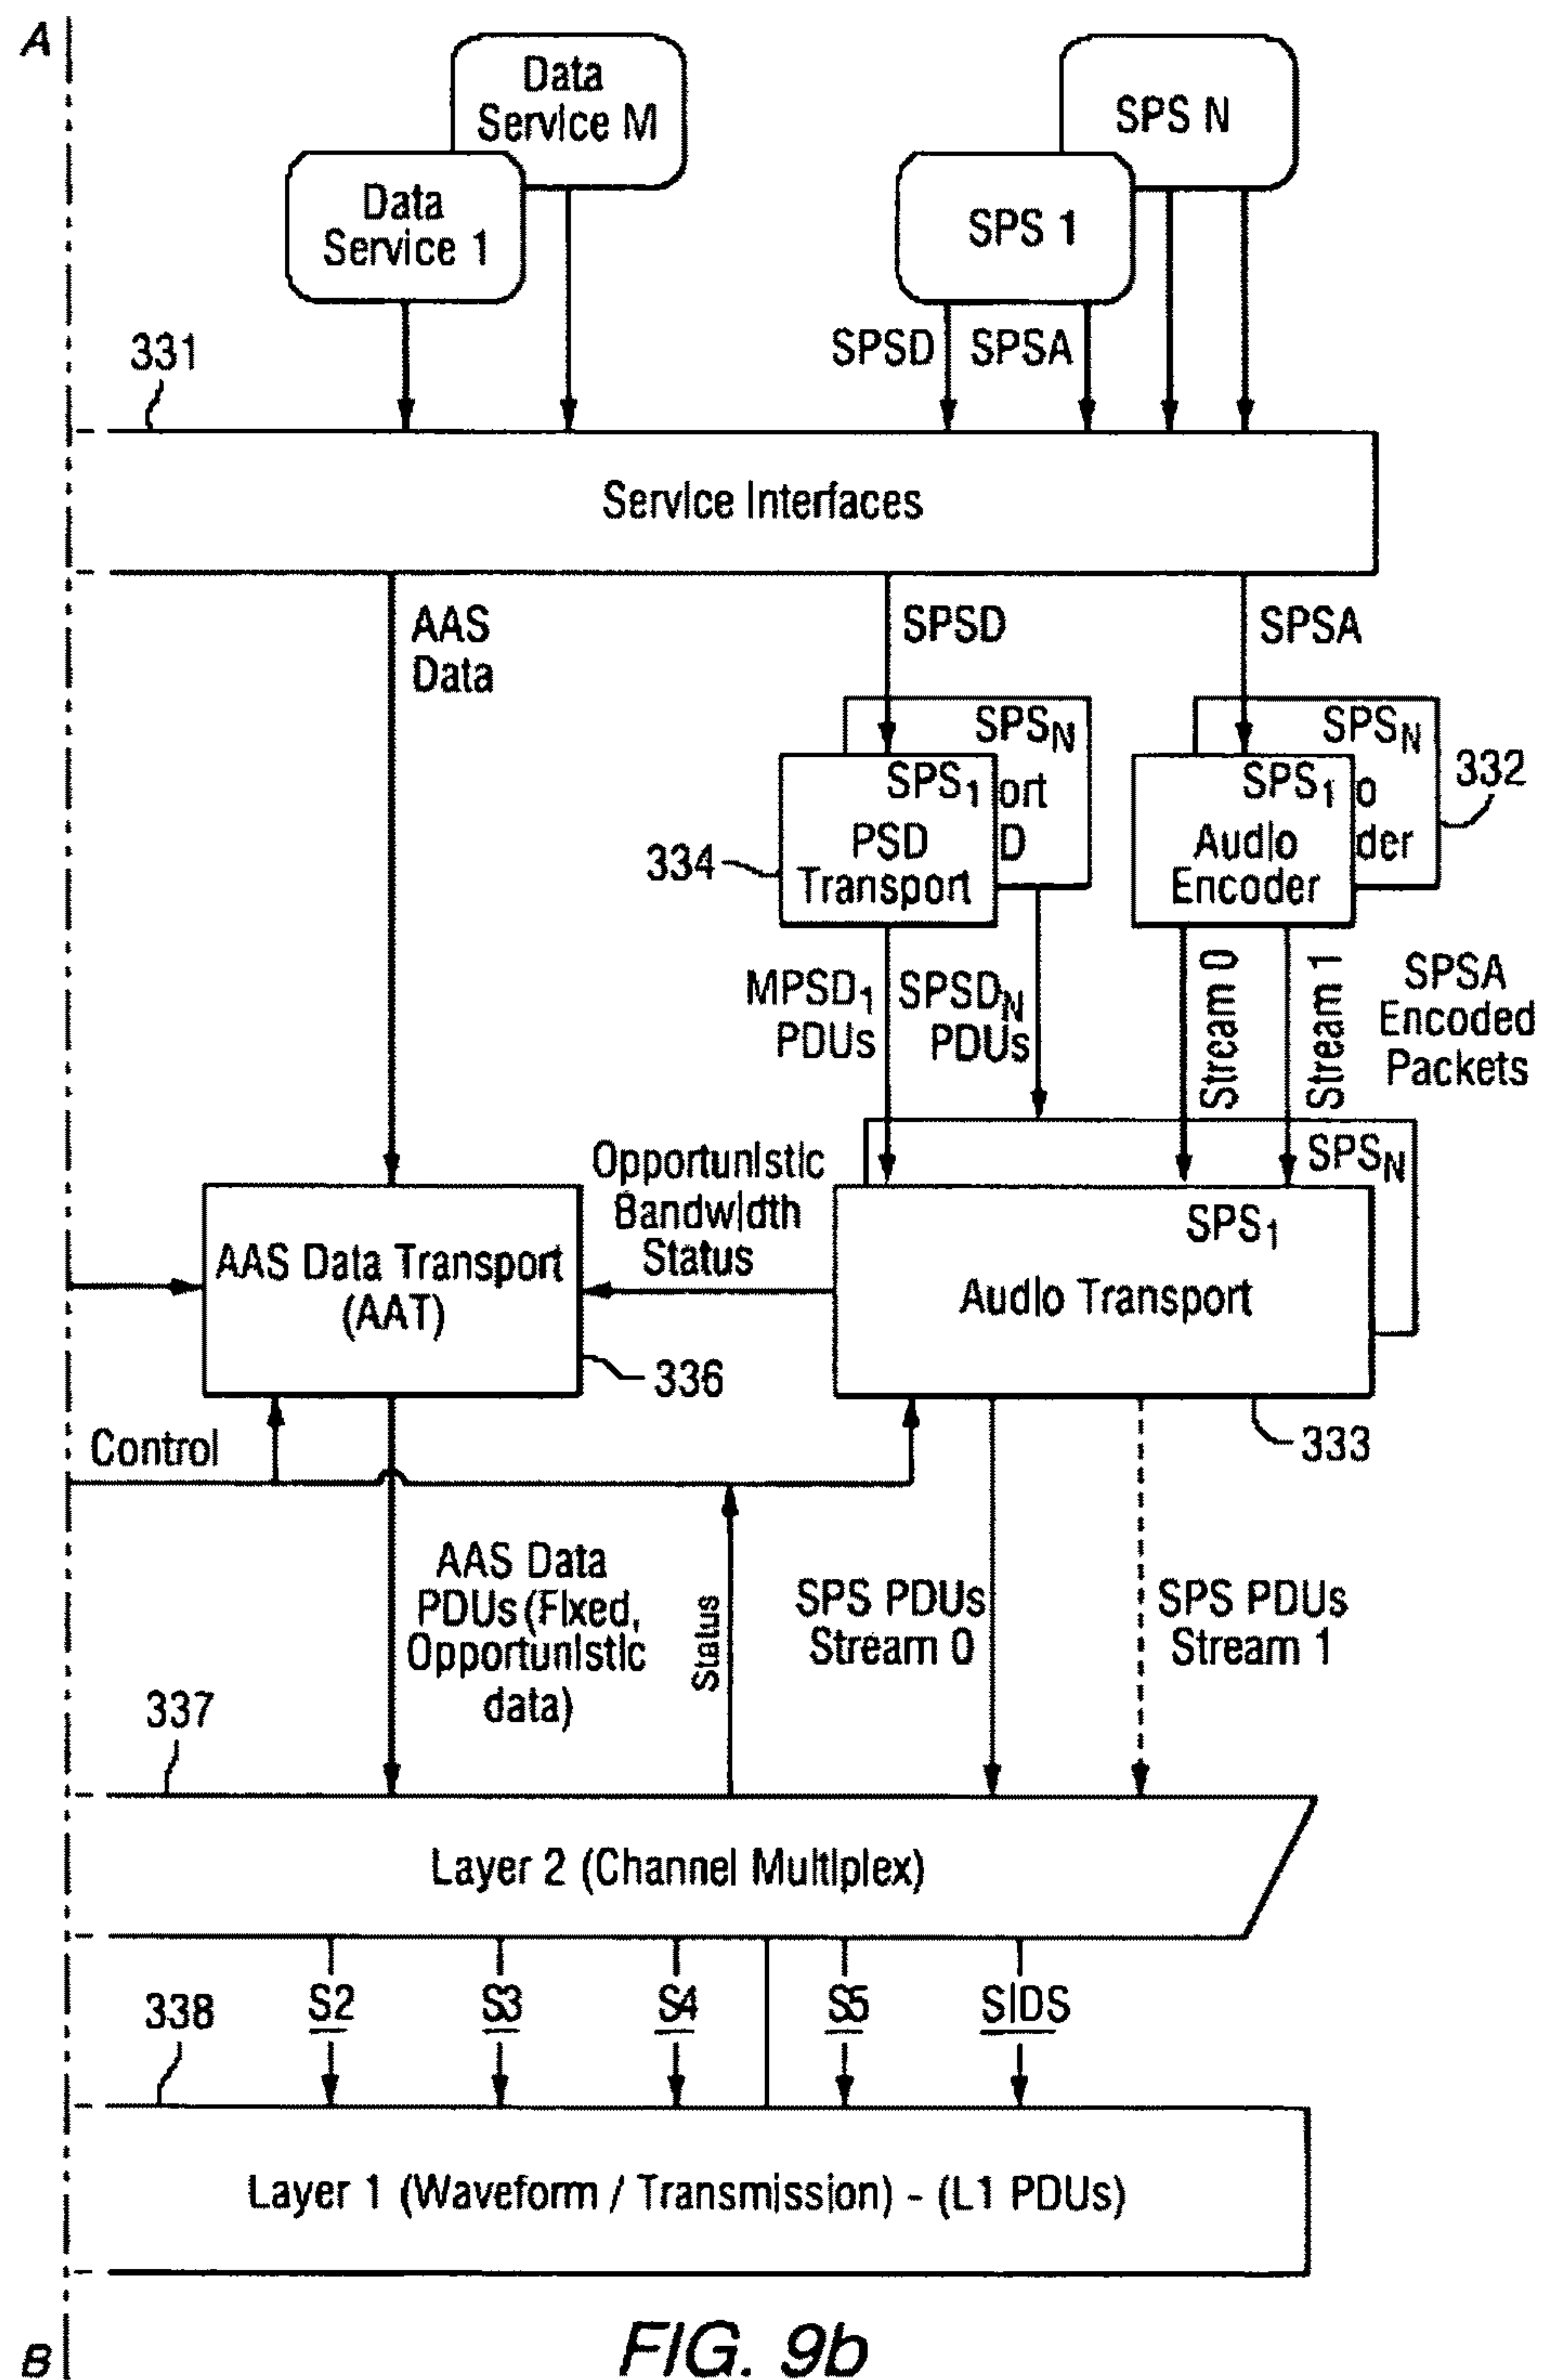 A
Data
Service M
Data
Service 1
SPS N
SPS 1
SPSD
SPSA
331
Service Interfaces
AAS
Data
SPSD
SPSA
SPSN
SPS1
ort
PSD
D
Transport
334
SPSN
SPS1
o
Audio
der
Encoder
332
MPSD1
PDUs
SPSDN
PDUs
Stream 0
Stream 1
SPSA
Encoded
Packets
Opportunistic
Bandwidth
Status
SPSN
SPS1
AAS Data Transport
(AAT)
Audio Transport
336
333
Control
AAS Data
PDUs (Fixed,
Opportunistic
data)
Status
SPS PDUs
Stream 0
SPS PDUs
Stream 1
337
Layer 2 (Channel Multiplex)
338
S2
S3
S4
S5
SIDS
Layer 1 (Waveform / Transmission) - (L1 PDUs)
B
FIG. 9b